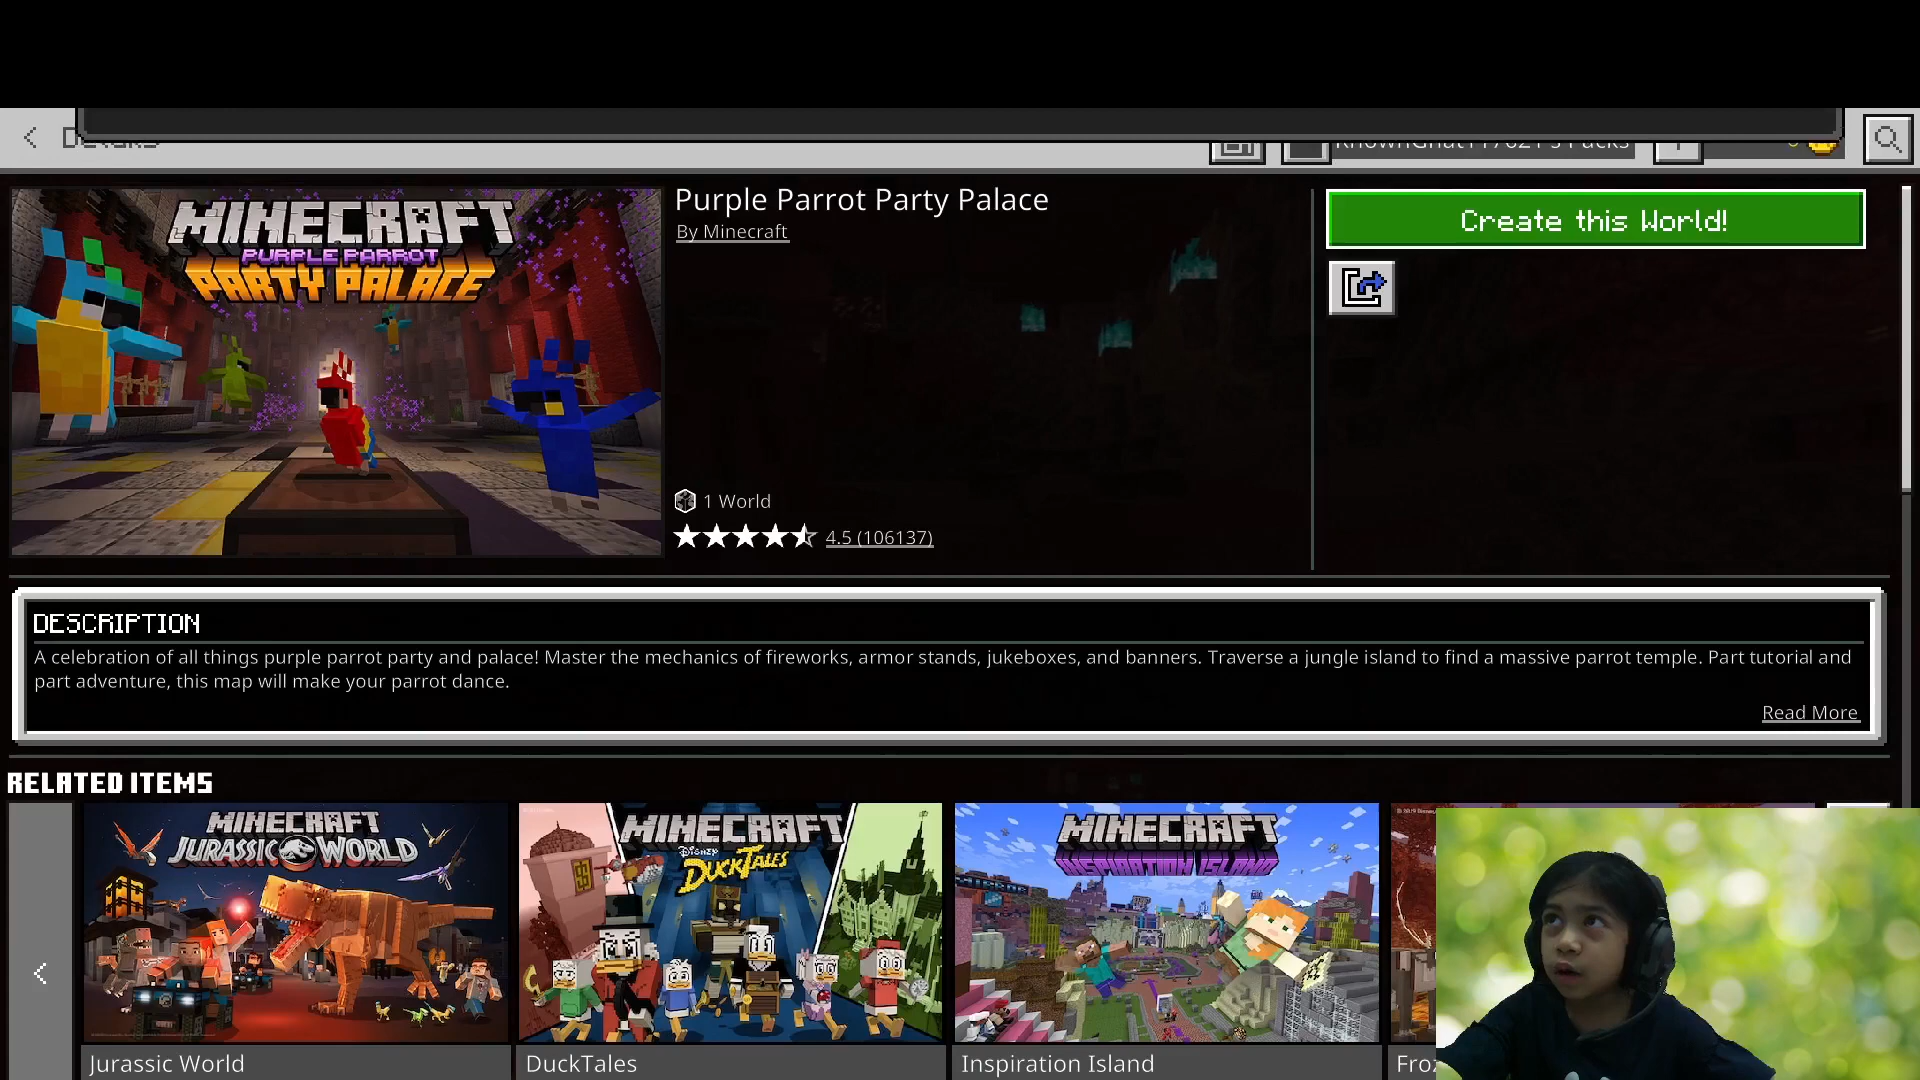 MINECRAFT
PURPLE PARROT
PARTY PALACE
Purple Parrot Party Palace
By Minecraft
Create this World!
1 World
4.5 (106137)
DESCRIPTION
A celebration of all things purple parrot party and palace! Master the mechanics of fireworks, armor stands, jukeboxes, and banners. Traverse a jungle island to find a massive parrot temple. Part tutorial and
part adventure, this map will make your parrot dance.
Read More
RELATED ITEMS
MINECRAFT
JURASSIC WORLD
MINECRAFT
Disney
DUCKTALES
MINECRAFT
INSPIRATION ISLAND
Jurassic World
DuckTales
Inspiration Island
Fro